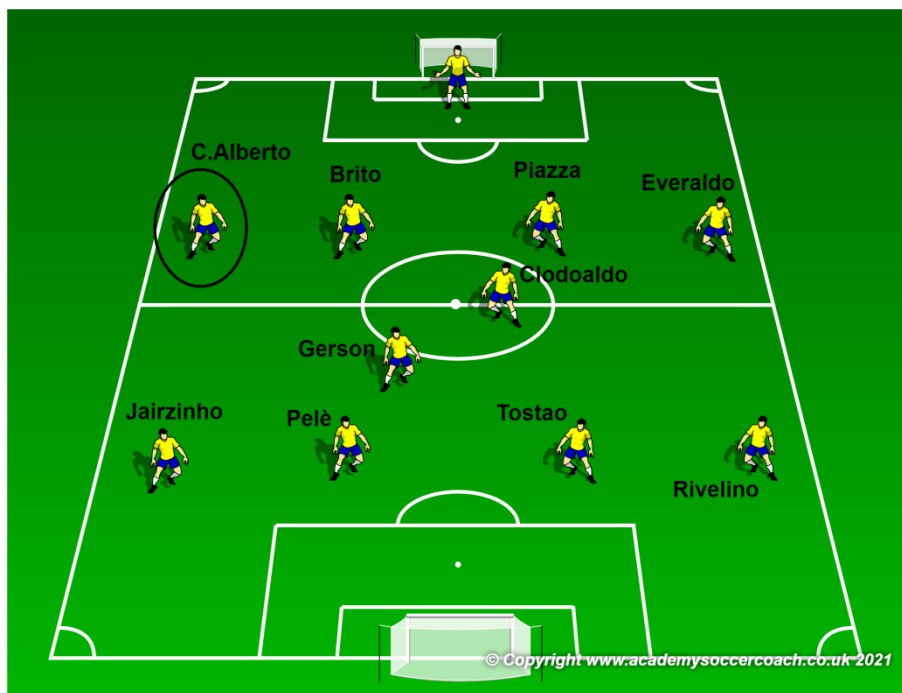 C.Alberto
Brito
Piazza
Everaldo
Clodoaldo
Gerson
Jairzinho
Pelè
Tostao
Rivelino
© Copyright www.academysoccercoach.co.uk 2021